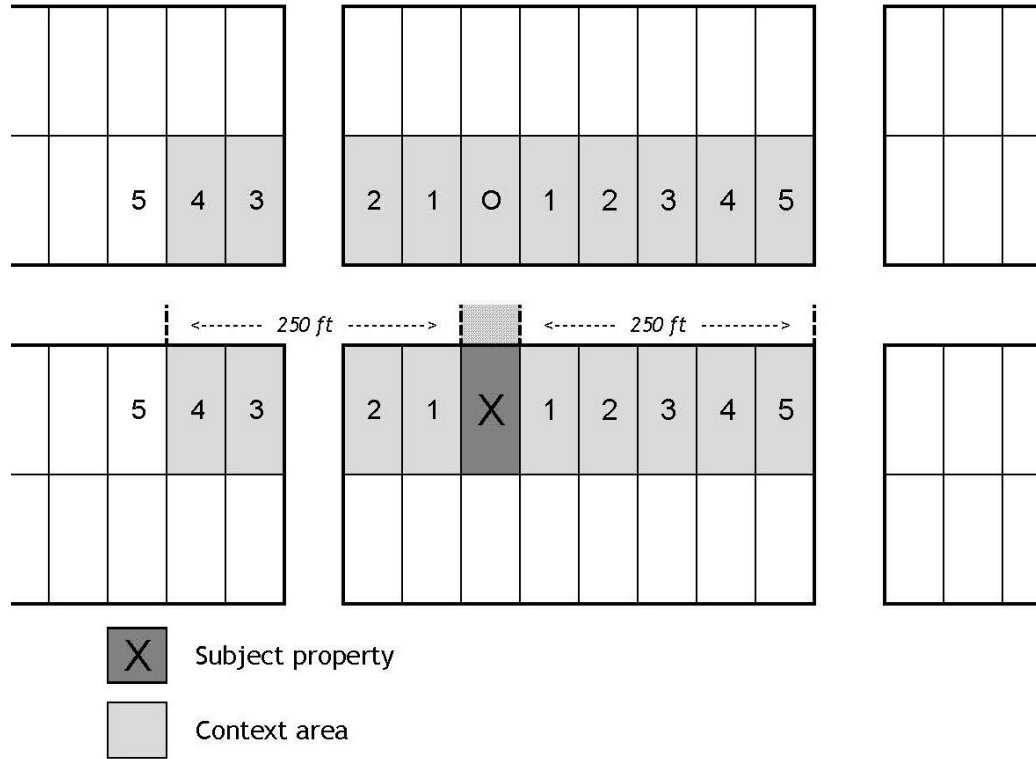 5 4 3 2 1 O 1 2 3 4 5
<-------- 250 ft --------> <------- 250 ft -------->
5 4 3 2 1 X 1 2 3 4 5
X Subject property
Context area